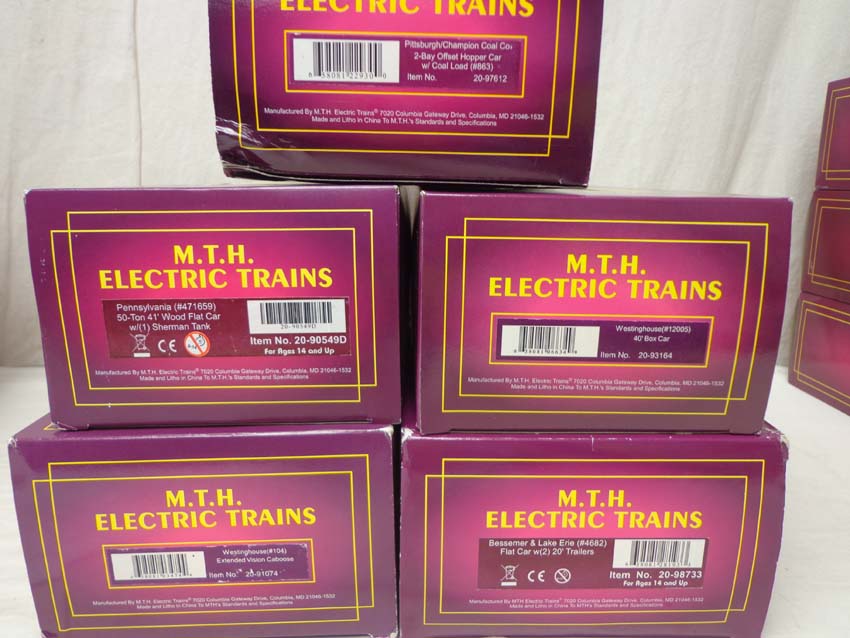 ELECTRIC TRAINS
Pittsburgh/Champion Coal Co.
2-Bay Offset Hopper Car
w/ Coal Load (#863)
Item No. 20-97612
6 58081 22930 0
Manufactured By M.T.H. Electric Trains® 7020 Columbia Gateway Drive, Columbia, MD 21046-1532
Made and Litho in China To M.T.H.'s Standards and Specifications
M.T.H.
ELECTRIC TRAINS
Pennsylvania (#471659)
50-Ton 41' Wood Flat Car
w/(1) Sherman Tank
20-90549D
CE
Item No. 20-90549D
For Ages 14 and Up
Manufactured By M.T.H. Electric Trains® 7020 Columbia Gateway Drive, Columbia, MD 21046-1532
Made and Litho in China To M.T.H.'s Standards and Specifications
M.T.H.
ELECTRIC TRAINS
Westinghouse(#12005)
40' Box Car
Item No. 20-93164
Manufactured By M.T.H. Electric Trains® 7020 Columbia Gateway Drive, Columbia, MD 21046-1532
Made and Litho in China To M.T.H.'s Standards and Specifications
M.T.H.
ELECTRIC TRAINS
Westinghouse(#104)
Extended Vision Caboose
Item No. 20-91074
Manufactured By M.T.H. Electric Trains® 7020 Columbia Gateway Drive, Columbia, MD 21046-1532
Made and Litho in China To MTH's Standards and Specifications
M.T.H.
ELECTRIC TRAINS
Bessemer & Lake Erie (#4682)
Flat Car w/(2) 20' Trailers
CE
Item No. 20-98733
For Ages 14 and Up
Manufactured By MTH Electric Trains® 7020 Columbia Gateway Drive, Columbia, MD 21046-1532
Made and Litho in China To M.T.H.'s Standards and Specifications